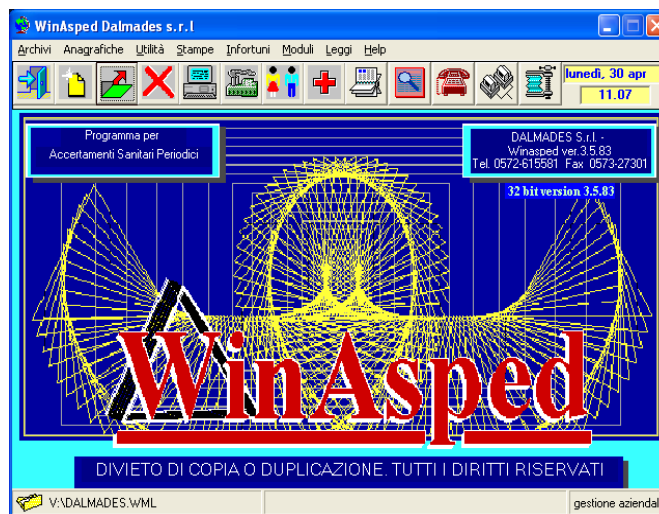 WinAsped Dalmades s.r.l
Archivi Anagrafiche Utilità Stampe Infortuni Moduli Leggi Help
lunedì, 30 apr
11.07
Programma per
Accertamenti Sanitari Periodici
DALMADES S.r.l. -
Winasped ver.3.5.83
Tel. 0572-615581 Fax 0573-27301
32 bit version 3.5.83
WinAsped
DIVIETO DI COPIA O DUPLICAZIONE. TUTTI I DIRITTI RISERVATI
V:\DALMADES.WML
gestione aziendal